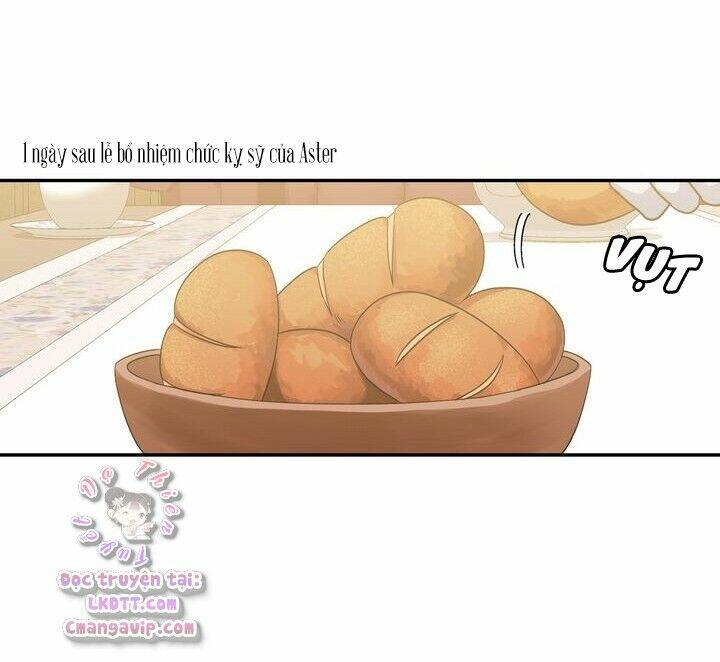 1 ngày sau lẻ bổ nhiệm chức kỵ sỹ của Aster
VỤT
Dạ Thiên Tuyết
Đọc truyện tại:
LKDTT.com
Cmangavip.com